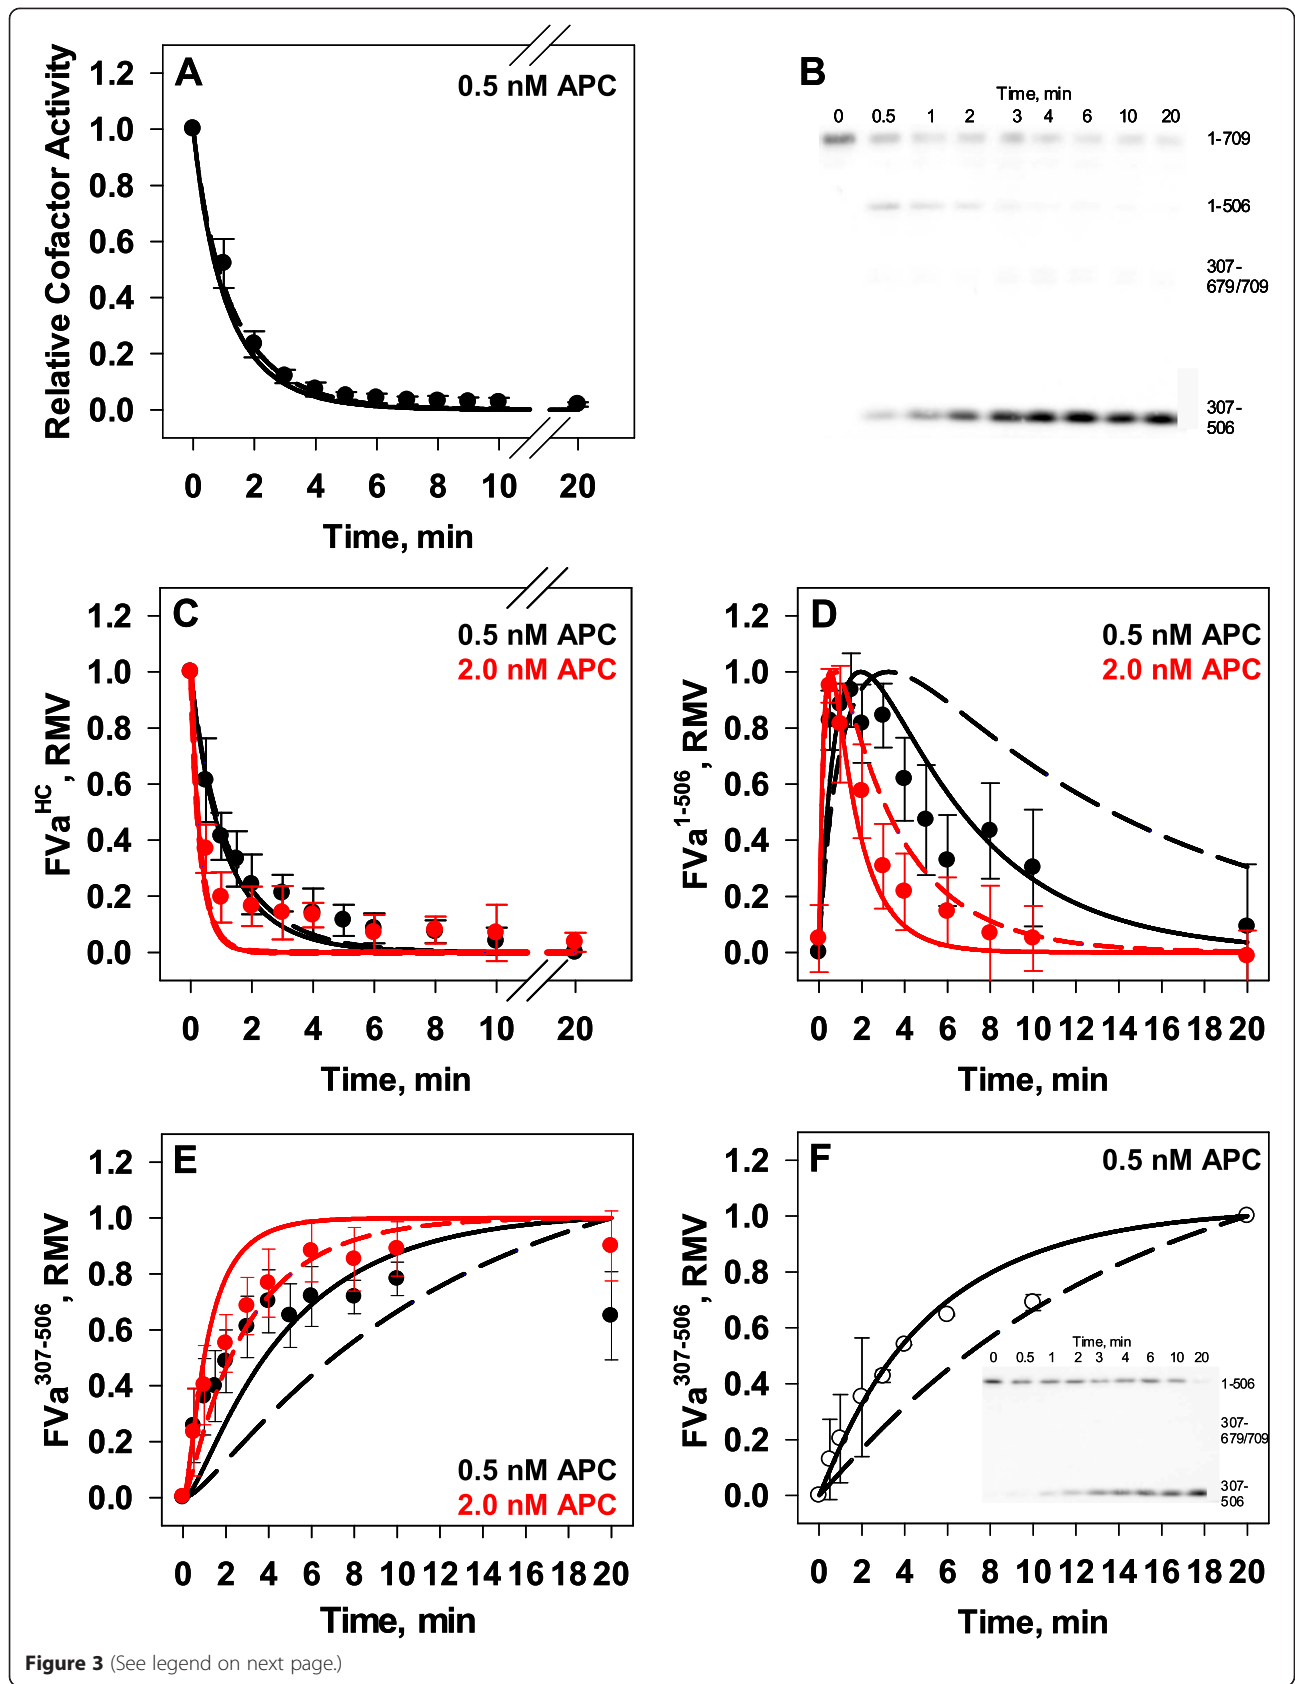 A
0.5 nM APC
Relative Cofactor Activity
1.2
1.0
0.8
0.6
0.4
0.2
0.0
0 2 4 6 8 10 20
Time, min
B
Time, min
0 0.5 1 2 3 4 6 10 20
1-709
1-506
307-
679/709
307-
506
C
0.5 nM APC
2.0 nM APC
FVa^HC, RMV
1.2
1.0
0.8
0.6
0.4
0.2
0.0
0 2 4 6 8 10 20
Time, min
D
0.5 nM APC
2.0 nM APC
FVa^1-506, RMV
1.2
1.0
0.8
0.6
0.4
0.2
0.0
0 2 4 6 8 10 12 14 16 18 20
Time, min
E
FVa^307-506, RMV
1.2
1.0
0.8
0.6
0.4
0.2
0.0
0.5 nM APC
2.0 nM APC
0 2 4 6 8 10 12 14 16 18 20
Time, min
F
0.5 nM APC
FVa^307-506, RMV
1.2
1.0
0.8
0.6
0.4
0.2
0.0
Time, min
0 0.5 1 2 3 4 6 10 20
1-506
307-
679/709
307-
506
0 2 4 6 8 10 12 14 16 18 20
Time, min
Figure 3 (See legend on next page.)